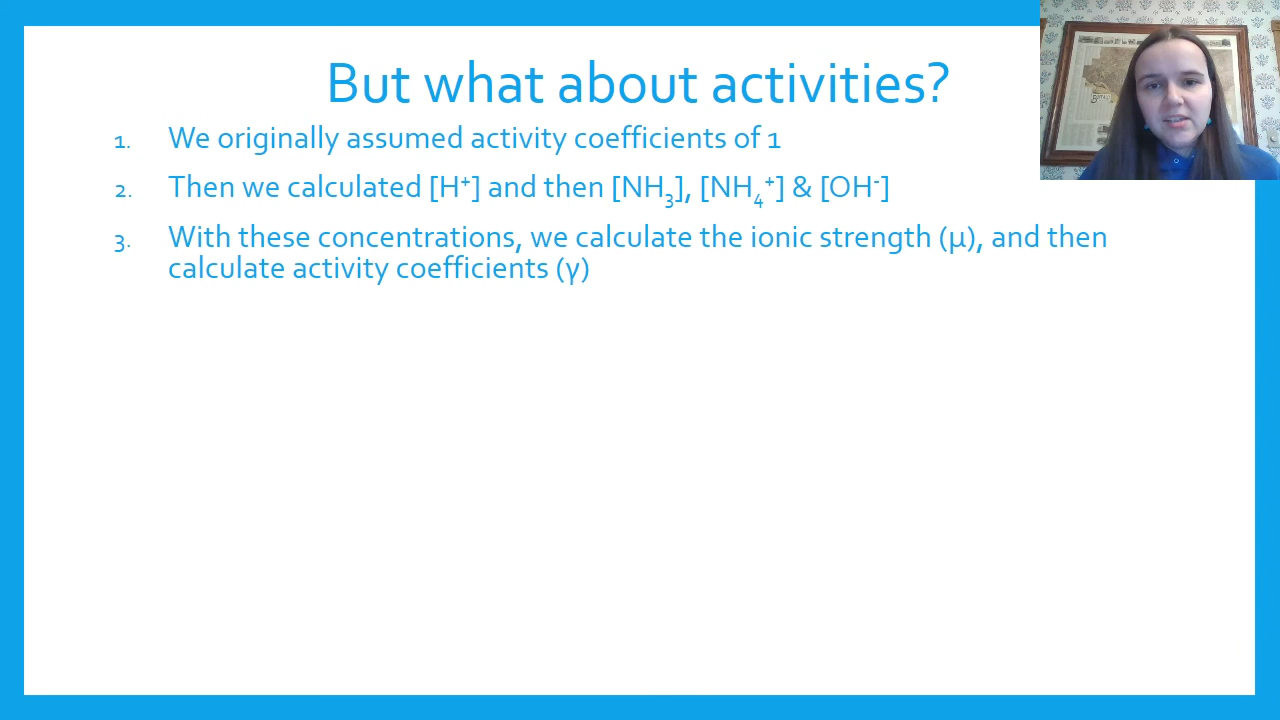 But what about activities?
1. We originally assumed activity coefficients of 1
2. Then we calculated [H⁺] and then [NH₃], [NH₄⁺] & [OH⁻]
3. With these concentrations, we calculate the ionic strength (μ), and then
calculate activity coefficients (γ)